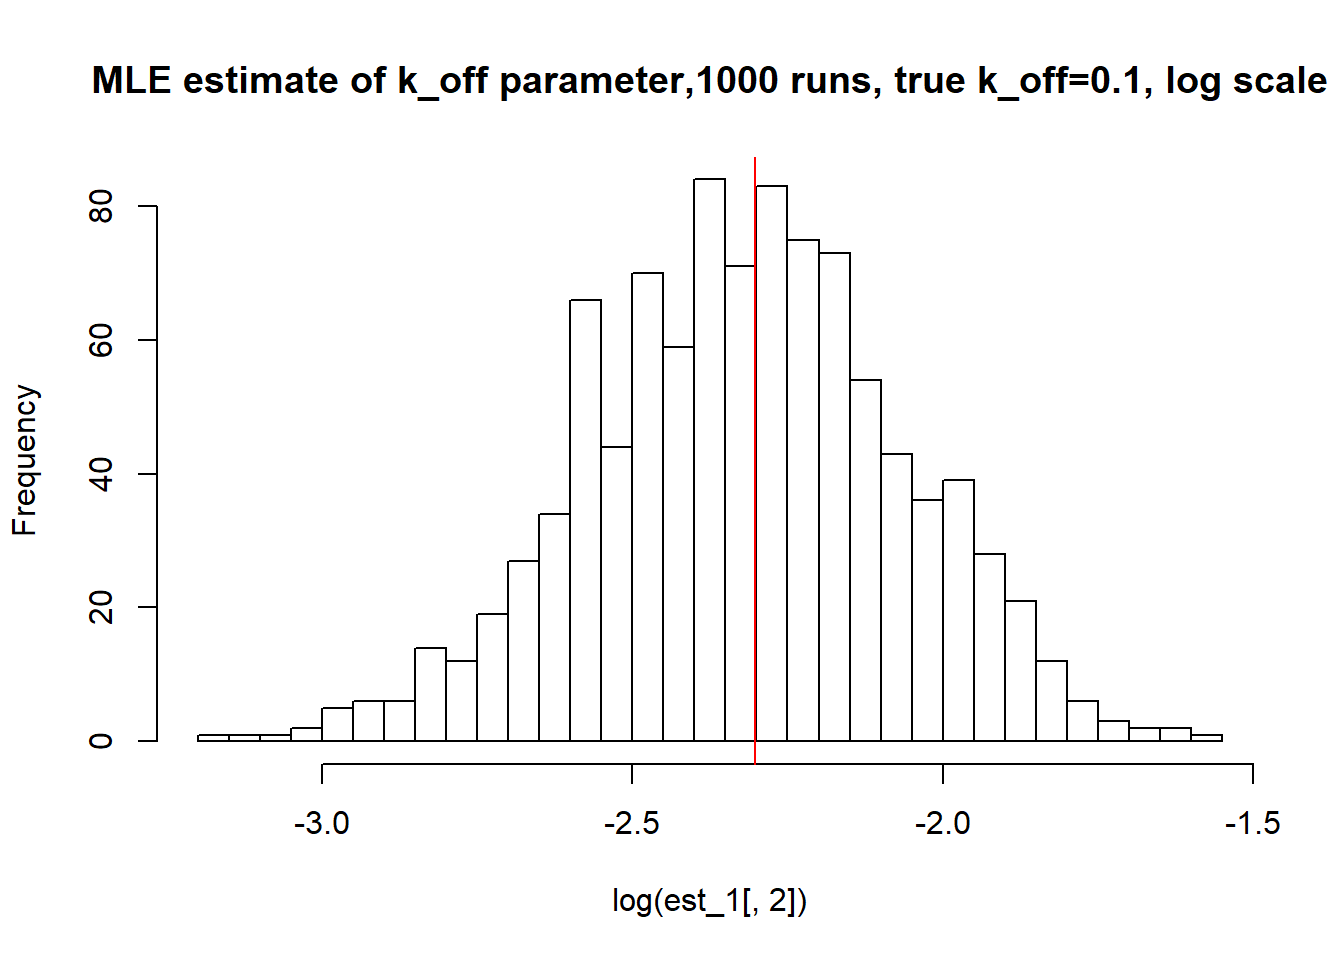 MLE estimate of k_off parameter,1000 runs, true k_off=0.1, log scale
Frequency
80
60
40
20
0
-3.0 -2.5 -2.0 -1.5
log(est_1[, 2])